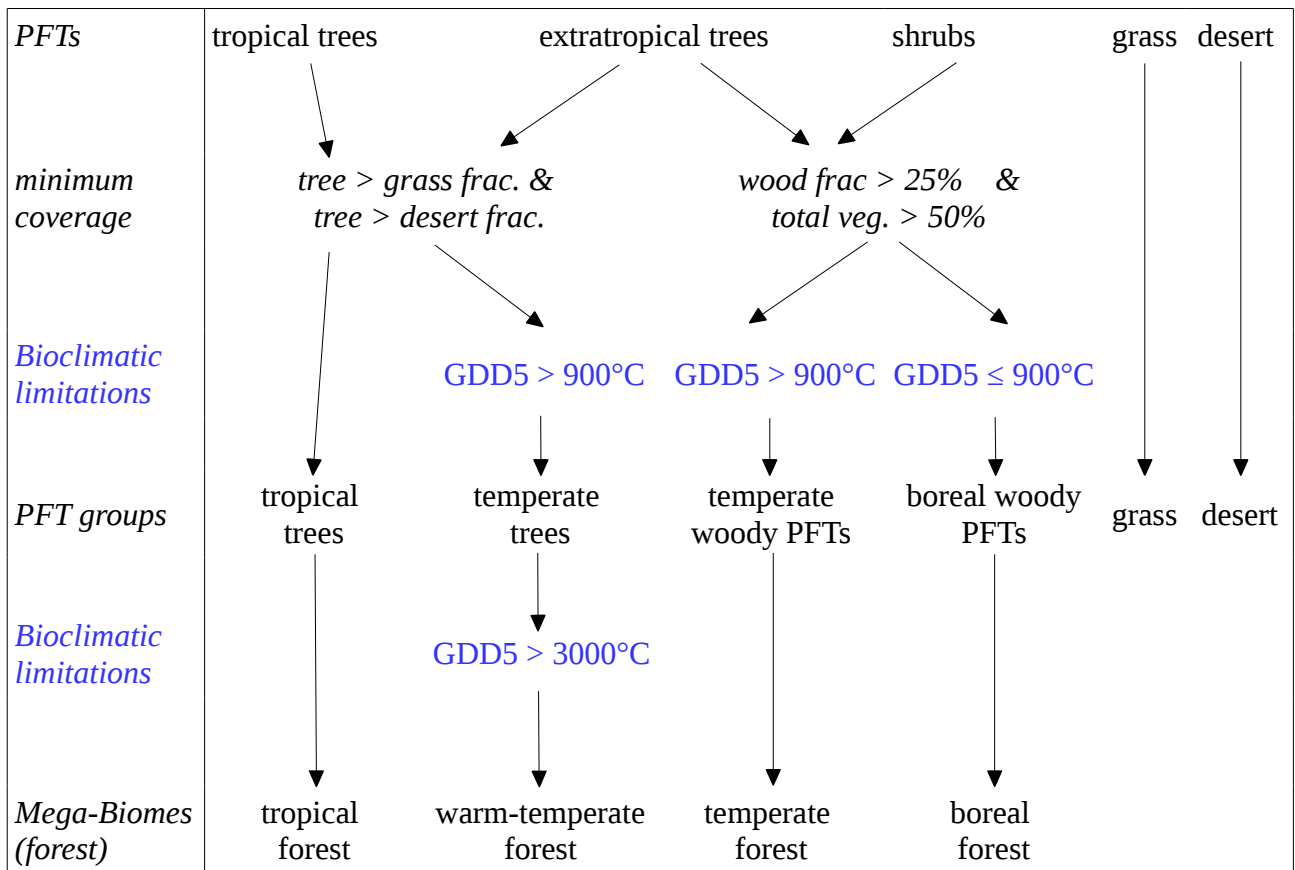 PFTs tropical trees extratropical trees shrubs grass desert
minimum tree > grass frac. & wood frac > 25% &
coverage tree > desert frac. total veg. > 50%
Bioclimatic
limitations GDD5 > 900°C GDD5 > 900°C GDD5 ≤ 900°C
tropical temperate temperate boreal woody
PFT groups grass desert
trees trees woody PFTs PFTs
Bioclimatic
limitations GDD5 > 3000°C
Mega-Biomes tropical warm-temperate temperate boreal
(forest) forest forest forest forest